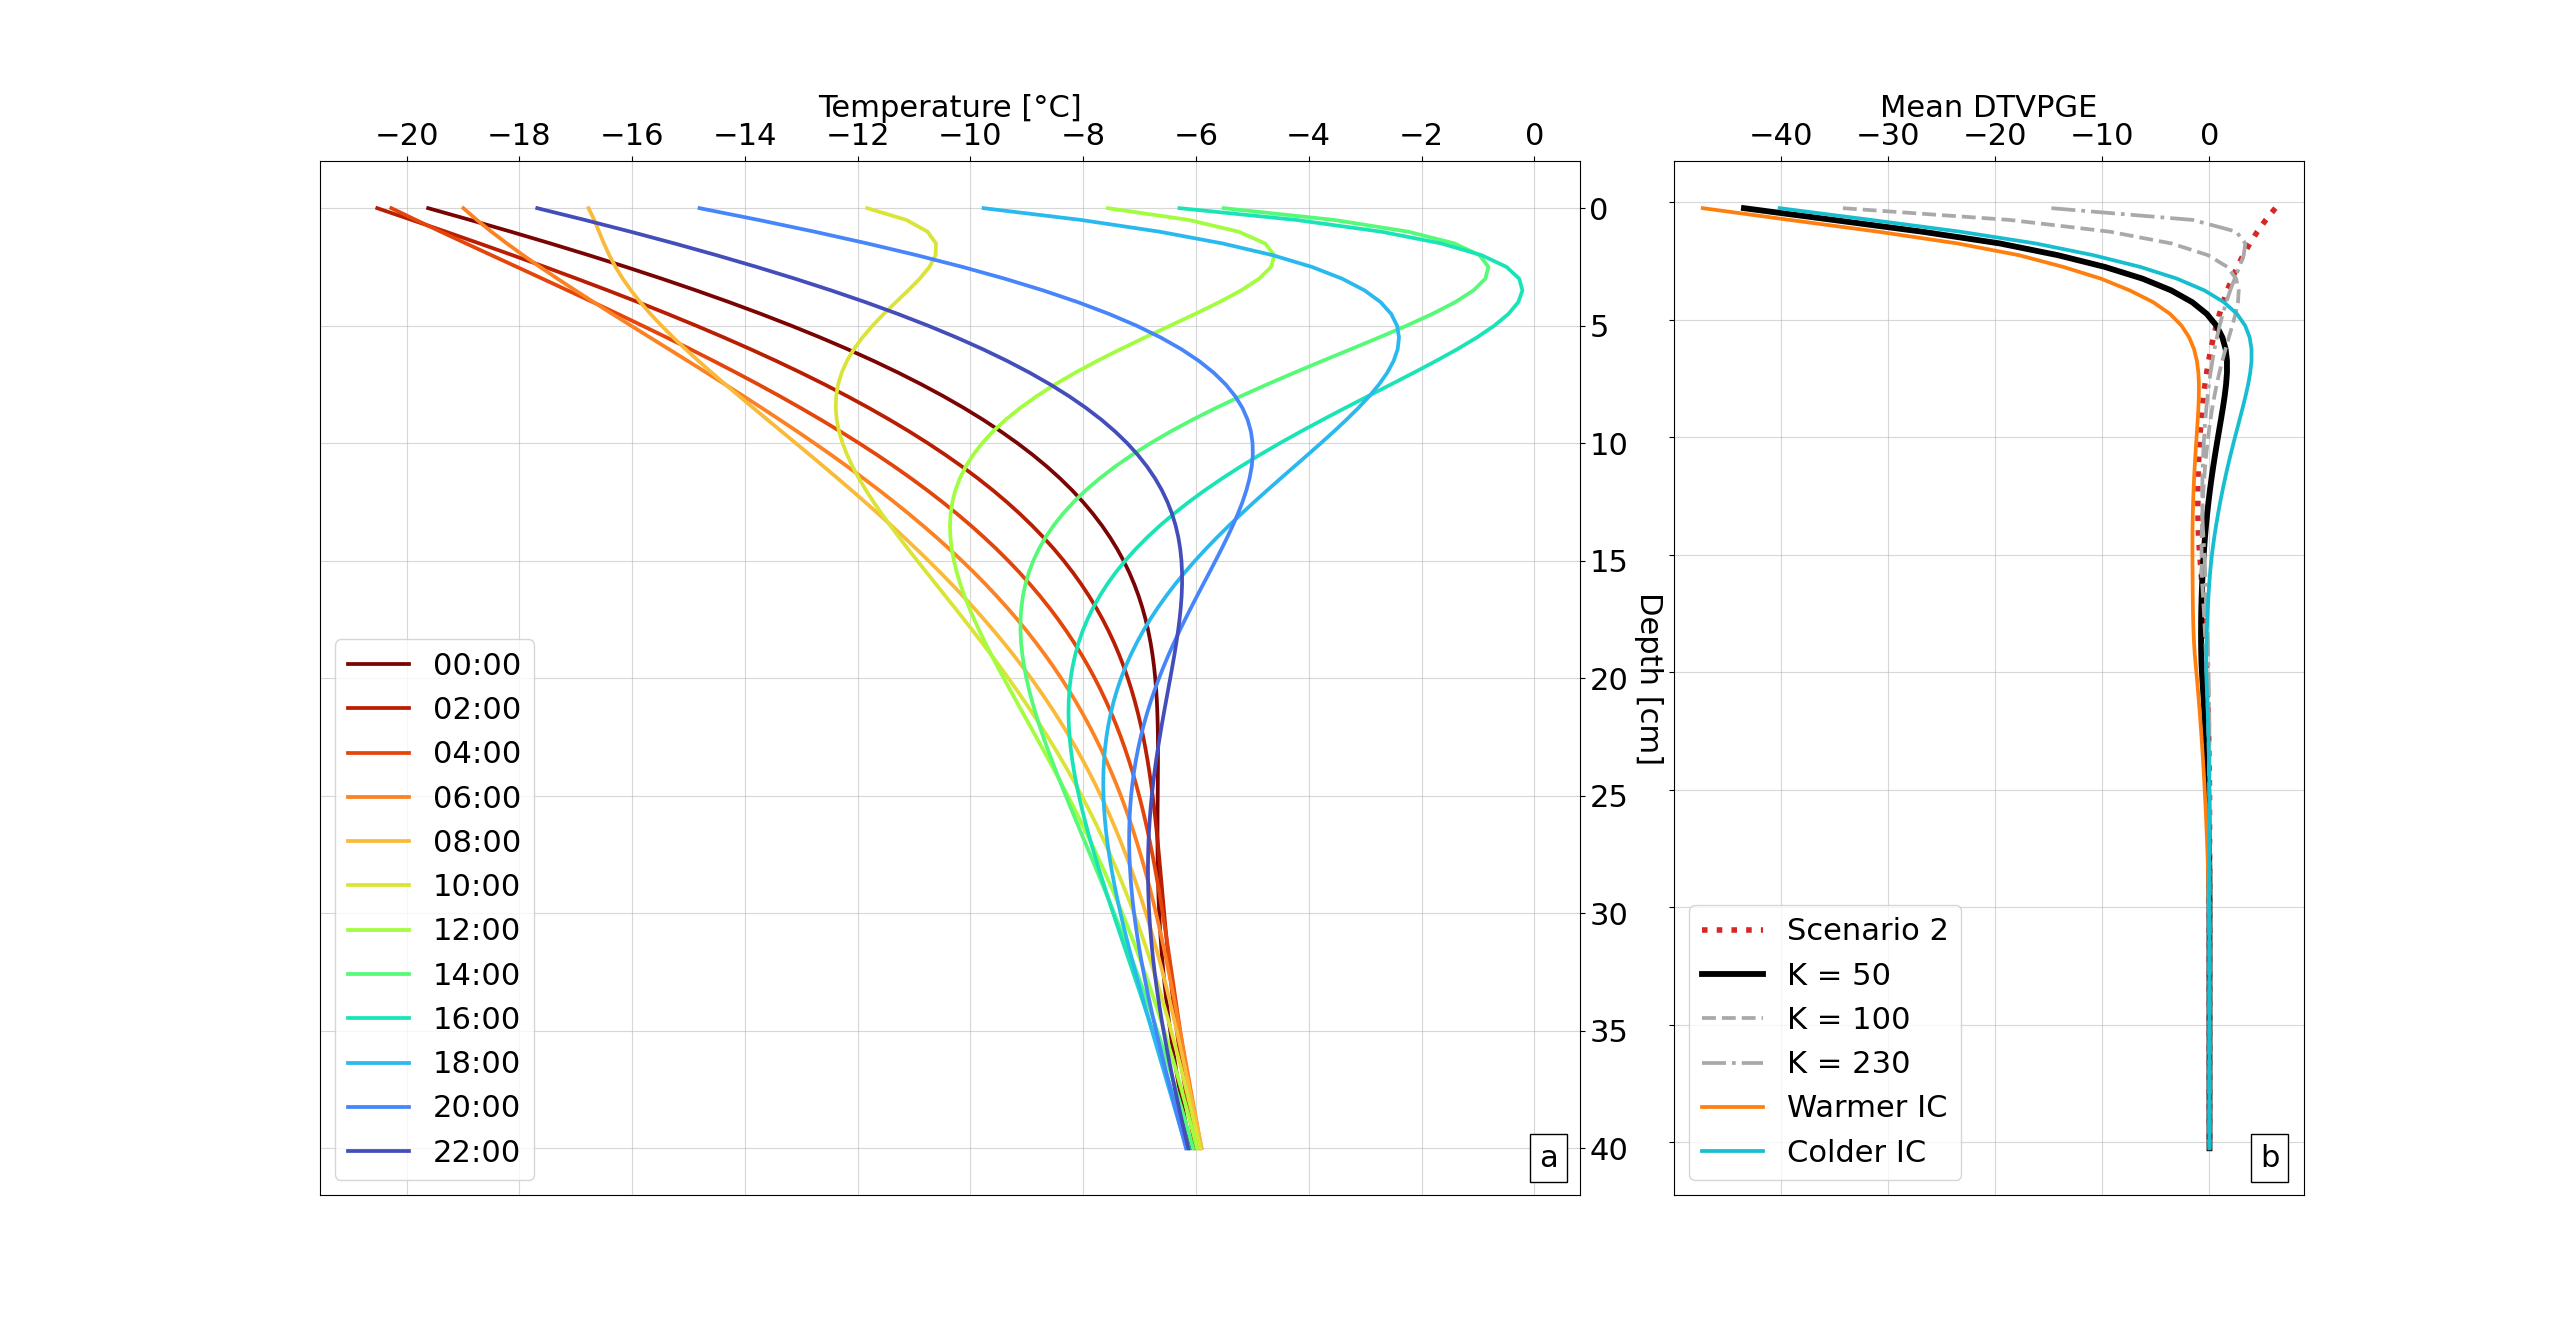 Temperature [°C]
−20 −18 −16 −14 −12 −10 −8 −6 −4 −2 0
0
5
10
15
20
25
30
35
40
Depth [cm]
00:00
02:00
04:00
06:00
08:00
10:00
12:00
14:00
16:00
18:00
20:00
22:00
a
Mean DTVPGE
−40 −30 −20 −10 0
Scenario 2
K = 50
K = 100
K = 230
Warmer IC
Colder IC
b